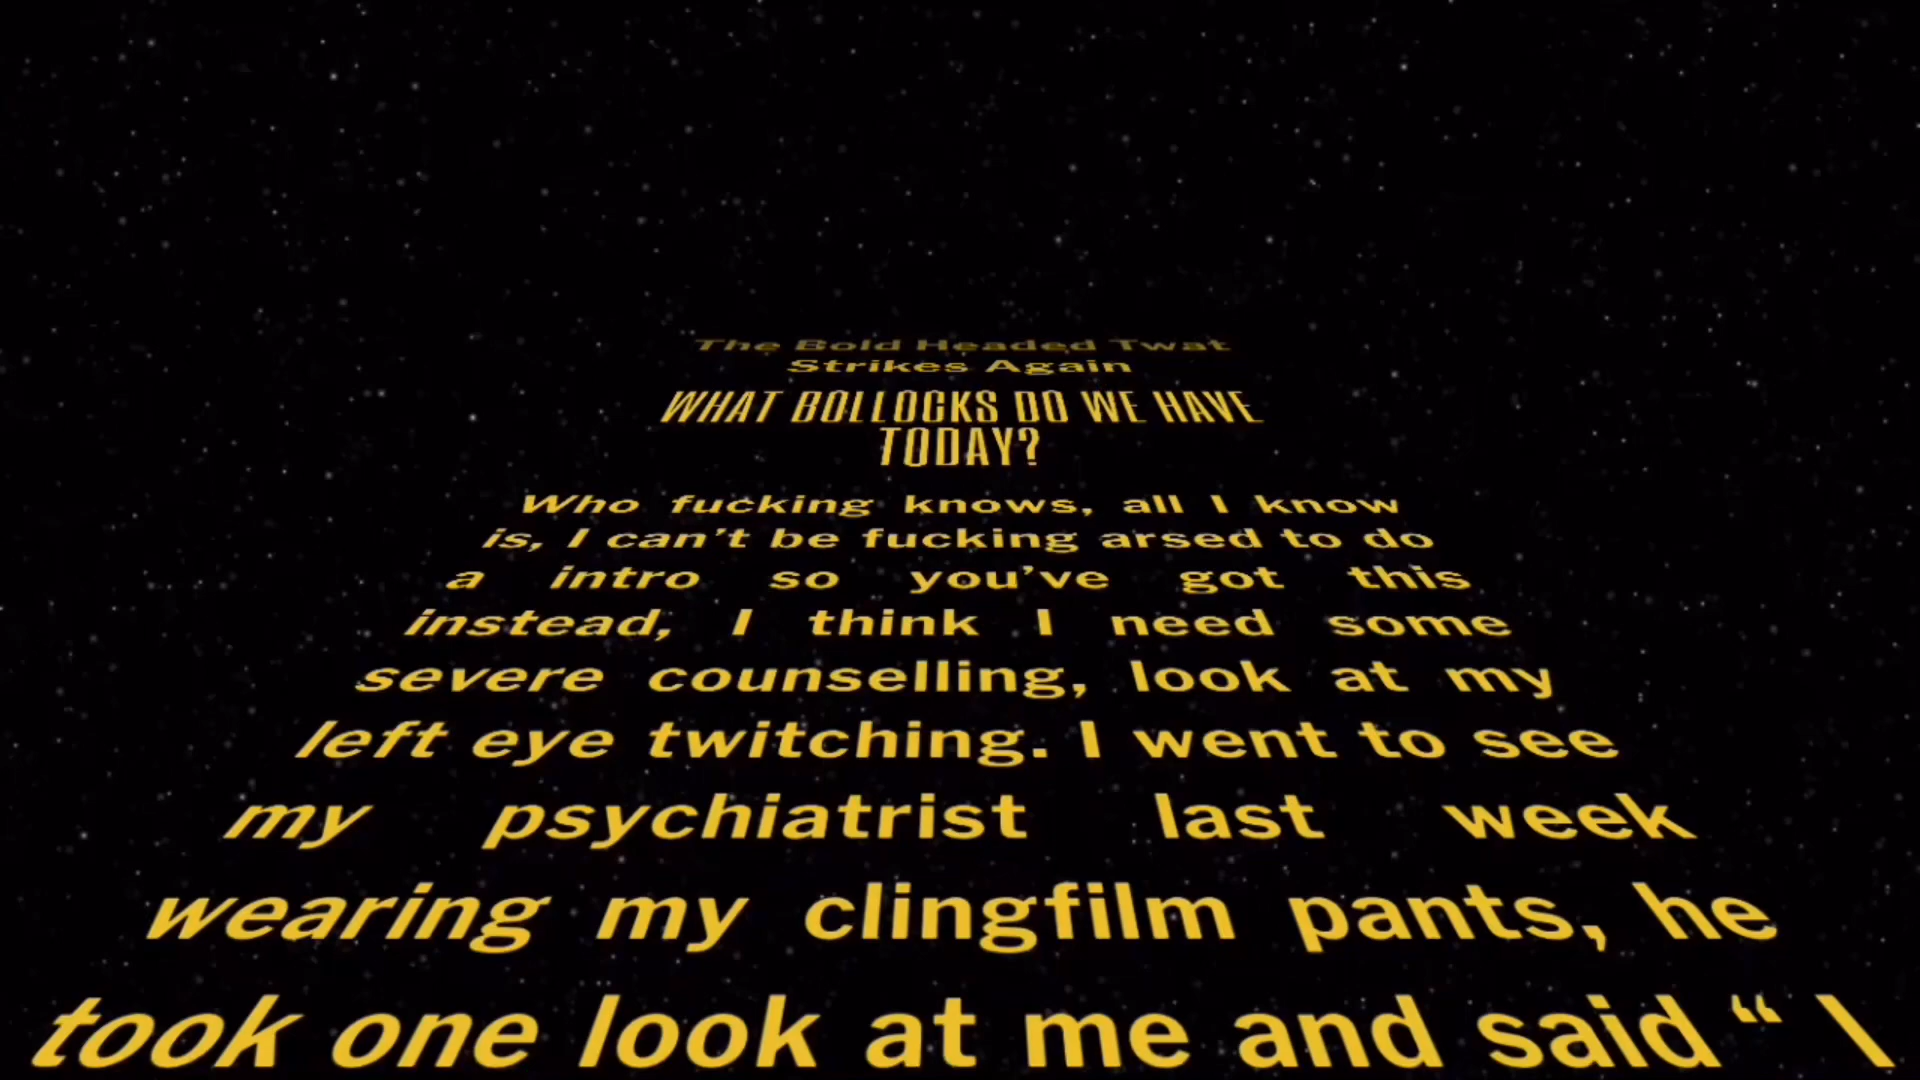 The Bold Headed Twat
Strikes Again
WHAT BOLLOCKS DO WE HAVE
TODAY?
Who fucking knows, all I know
is, I can't be fucking arsed to do
a intro so you've got this
instead, I think I need some
severe counselling, look at my
left eye twitching. I went to see
my psychiatrist last week
wearing my clingfilm pants, he
took one look at me and said “ I